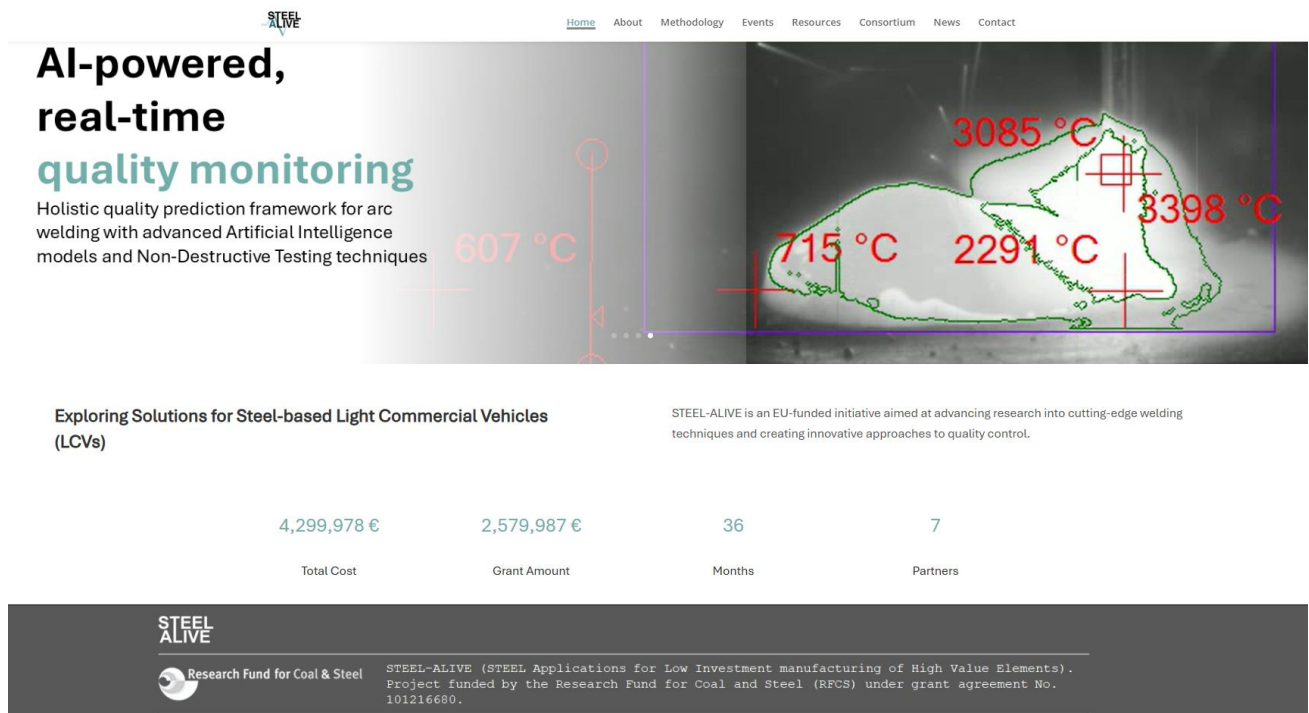 STEEL
ALIVE
Home About Methodology Events Resources Consortium News Contact
AI-powered,
real-time
quality monitoring
Holistic quality prediction framework for arc
welding with advanced Artificial Intelligence
models and Non-Destructive Testing techniques
607 °C
3085 °C
3398 °C
715 °C
2291 °C
Exploring Solutions for Steel-based Light Commercial Vehicles
(LCVs)
STEEL-ALIVE is an EU-funded initiative aimed at advancing research into cutting-edge welding
techniques and creating innovative approaches to quality control.
4,299,978 € 2,579,987 € 36 7
Total Cost Grant Amount Months Partners
STEEL
ALIVE
Research Fund for Coal & Steel
STEEL-ALIVE (STEEL Applications for Low Investment manufacturing of High Value Elements).
Project funded by the Research Fund for Coal and Steel (RFCS) under grant agreement No.
101216680.